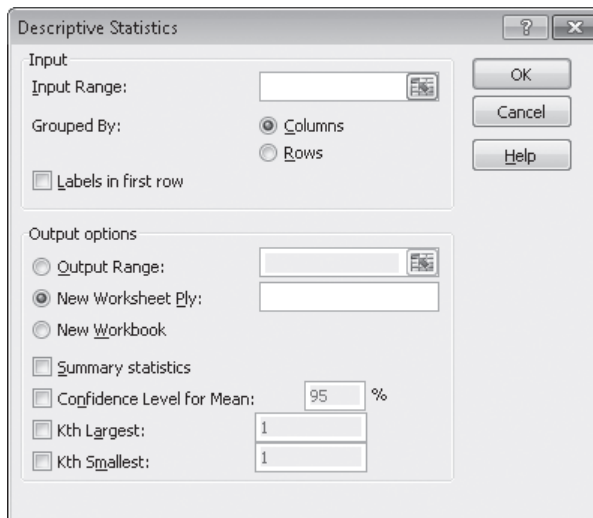 Descriptive Statistics
Input
Input Range:
Grouped By:
Columns
Rows
Labels in first row
OK
Cancel
Help
Output options
Output Range:
New Worksheet Ply:
New Workbook
Summary statistics
Confidence Level for Mean: 95 %
Kth Largest: 1
Kth Smallest: 1